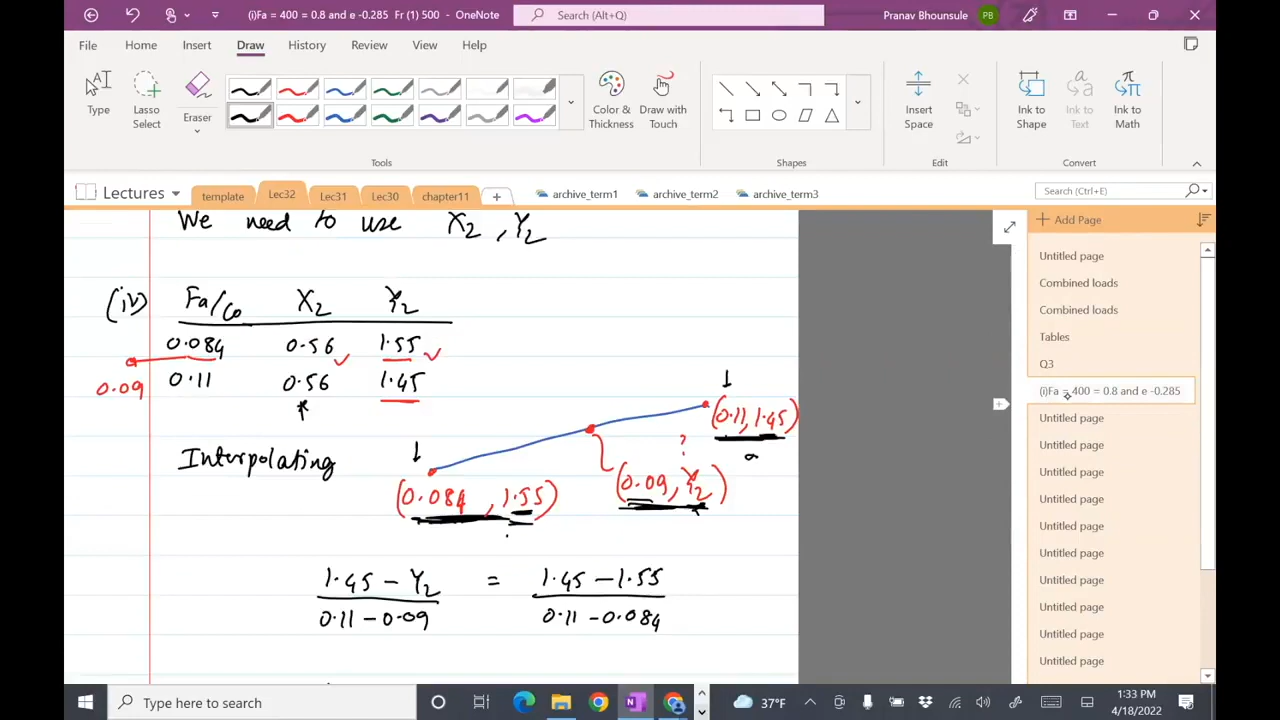 (i)Fa = 400 = 0.8 and e -0.285 Fr (1) 500 - OneNote
Search (Alt+Q)
Pranav Bhounsule PB
File Home Insert Draw History Review View Help
Type Lasso Select Eraser Color & Thickness Draw with Touch Insert Space Ink to Shape Ink to Text Ink to Math
Tools Shapes Edit Convert
Lectures template Lec32 Lec31 Lec30 chapter11 archive_term1 archive_term2 archive_term3
Search (Ctrl+E)
Add Page
Untitled page
Combined loads
Combined loads
Tables
Q3
(i)Fa = 400 = 0.8 and e -0.285
Untitled page
Untitled page
Untitled page
Untitled page
Untitled page
Untitled page
Untitled page
Untitled page
Untitled page
Untitled page
We need to use X2, Y2
(iv) Fa/Co X2 Y2
0.084 0.56 1.55
0.09 0.11 0.56 1.45
(0.11, 1.45)
Interpolating
?
(0.084, 1.55) (0.09, Y2)
1.45 - Y2 = 1.45 - 1.55
0.11 - 0.09 0.11 - 0.084
Type here to search
37°F
1:33 PM
4/18/2022